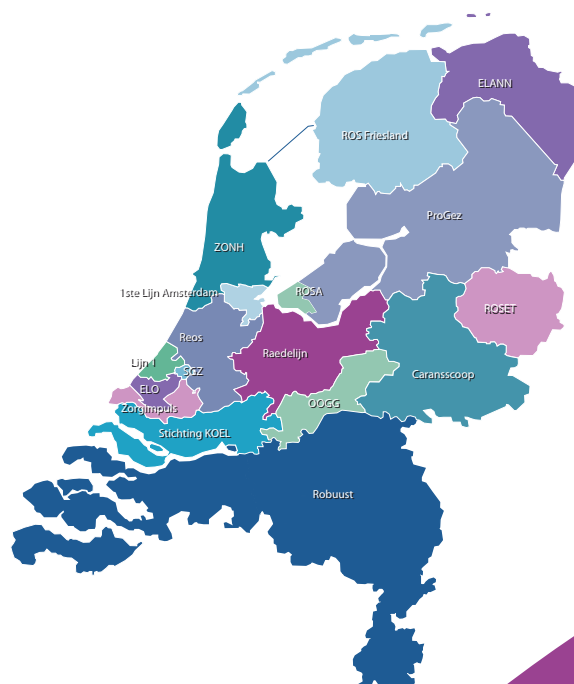 ELANN
ROS Friesland
ProGez
ZONH
1ste Lijn Amsterdam
ROSA
ROSET
Reos
Raedelijn
Lijn 1
SGZ
Caransscoop
ELO
OOGG
Zorgimpuls
Stichting KOEL
Robuust